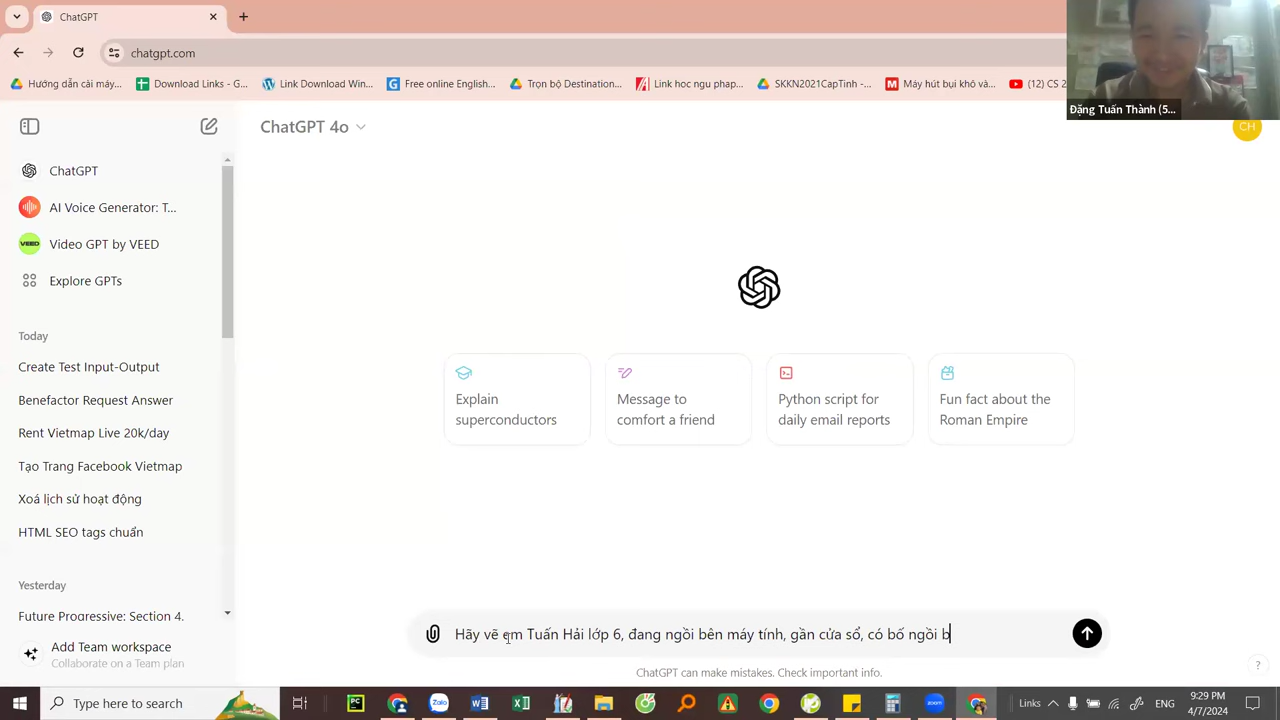 ChatGPT
chatgpt.com
Hướng dẫn cài máy...
Download Links - G...
Link Download Win...
Free online English...
Trọn bộ Destination...
Link hoc ngu phap...
SKKN2021CapTinh -...
Máy hút bụi khô và...
(12) CS 2
Đặng Tuấn Thành (5...
ChatGPT 4o
CH
ChatGPT
AI Voice Generator: T...
VEED
Video GPT by VEED
Explore GPTs
Today
Create Test Input-Output
Benefactor Request Answer
Rent Vietmap Live 20k/day
Tạo Trang Facebook Vietmap
Xoá lịch sử hoạt động
HTML SEO tags chuẩn
Yesterday
Future Progressive: Section 4.
Add Team workspace
Collaborate on a Team plan
Explain
superconductors
Message to
comfort a friend
Python script for
daily email reports
Fun fact about the
Roman Empire
Hãy vẽ em Tuấn Hải lớp 6, đang ngồi bên máy tính, gần cửa sổ, có bố ngồi b
ChatGPT can make mistakes. Check important info.
?
Type here to search
PC
Zalo
zoom
Links
ENG
9:29 PM
4/7/2024